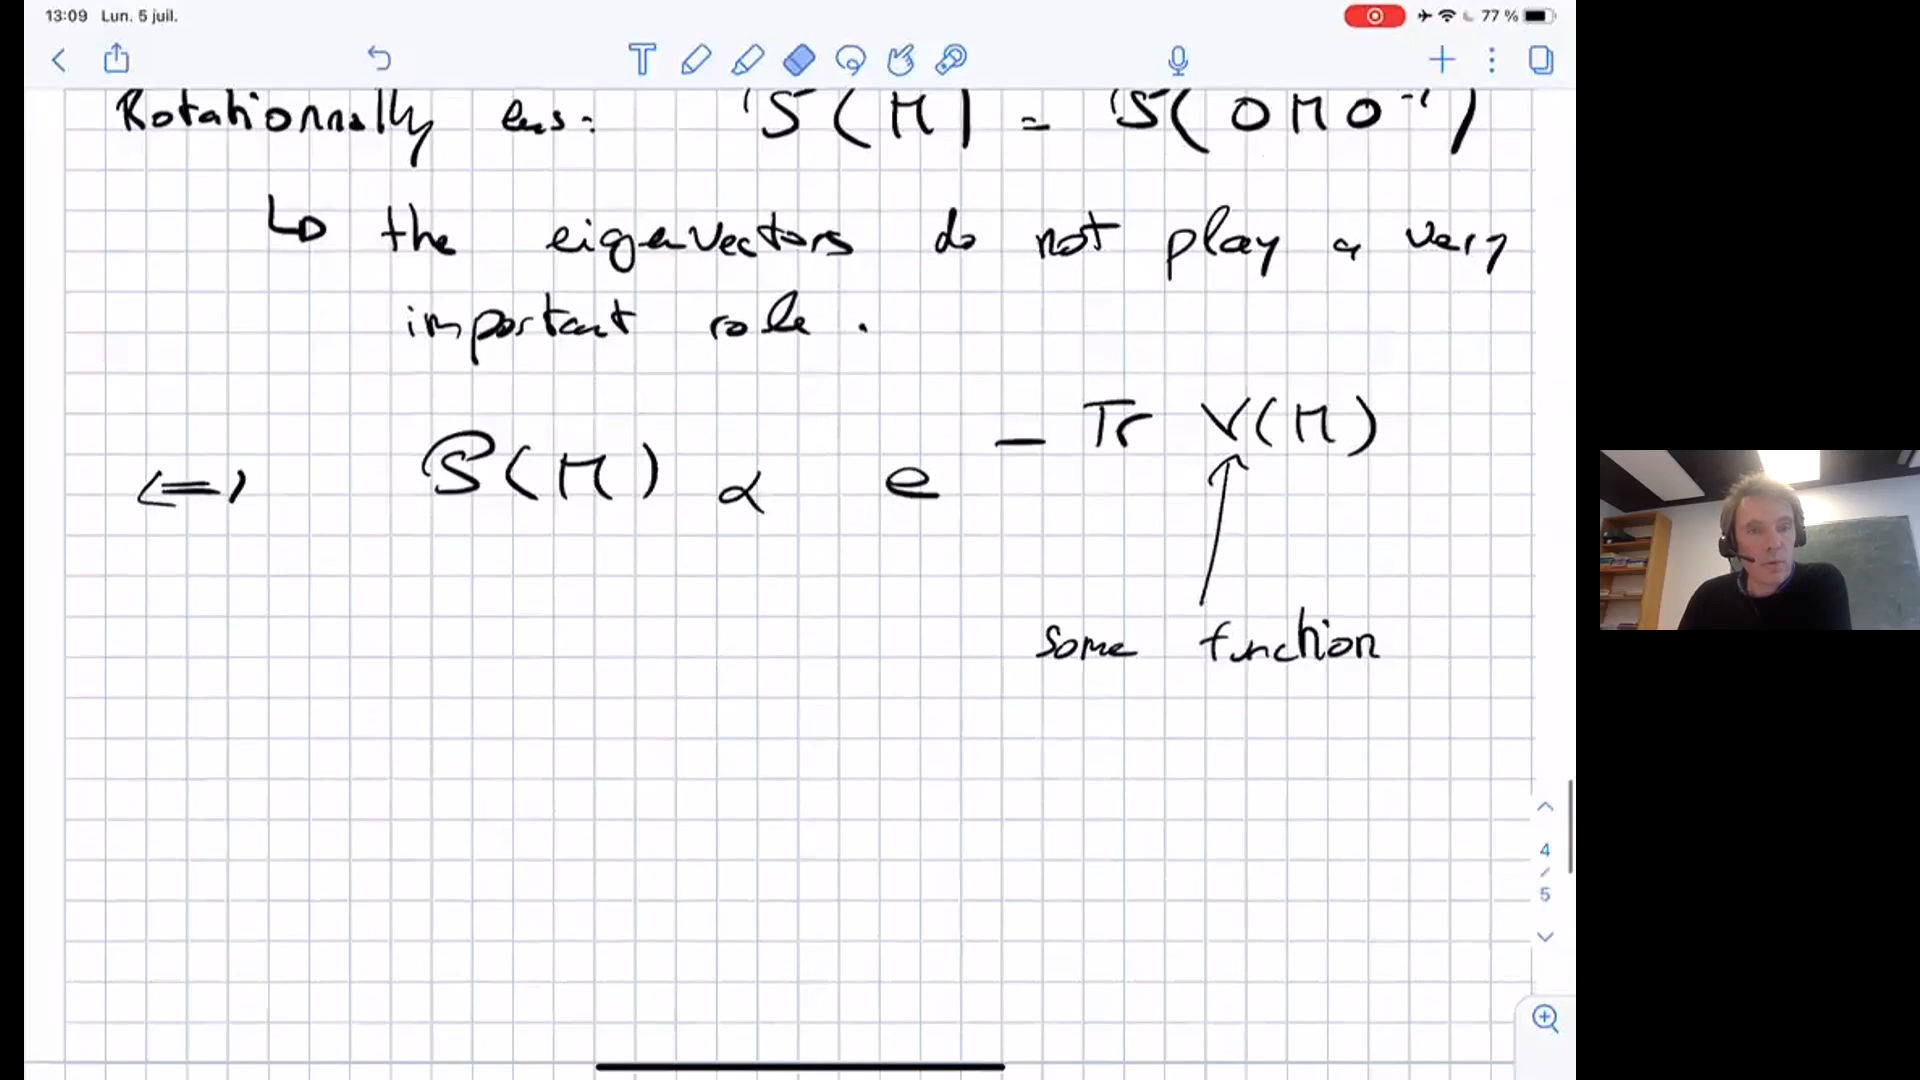 13:09 Lun. 5 juil.
77 %
Rotationnally ens: P(M) = P(OMO⁻¹)
↳ the eigenvectors do not play a very
important role.
⟺ P(M) ∝ e^{- Tr V(M)}
some function
4
/
5